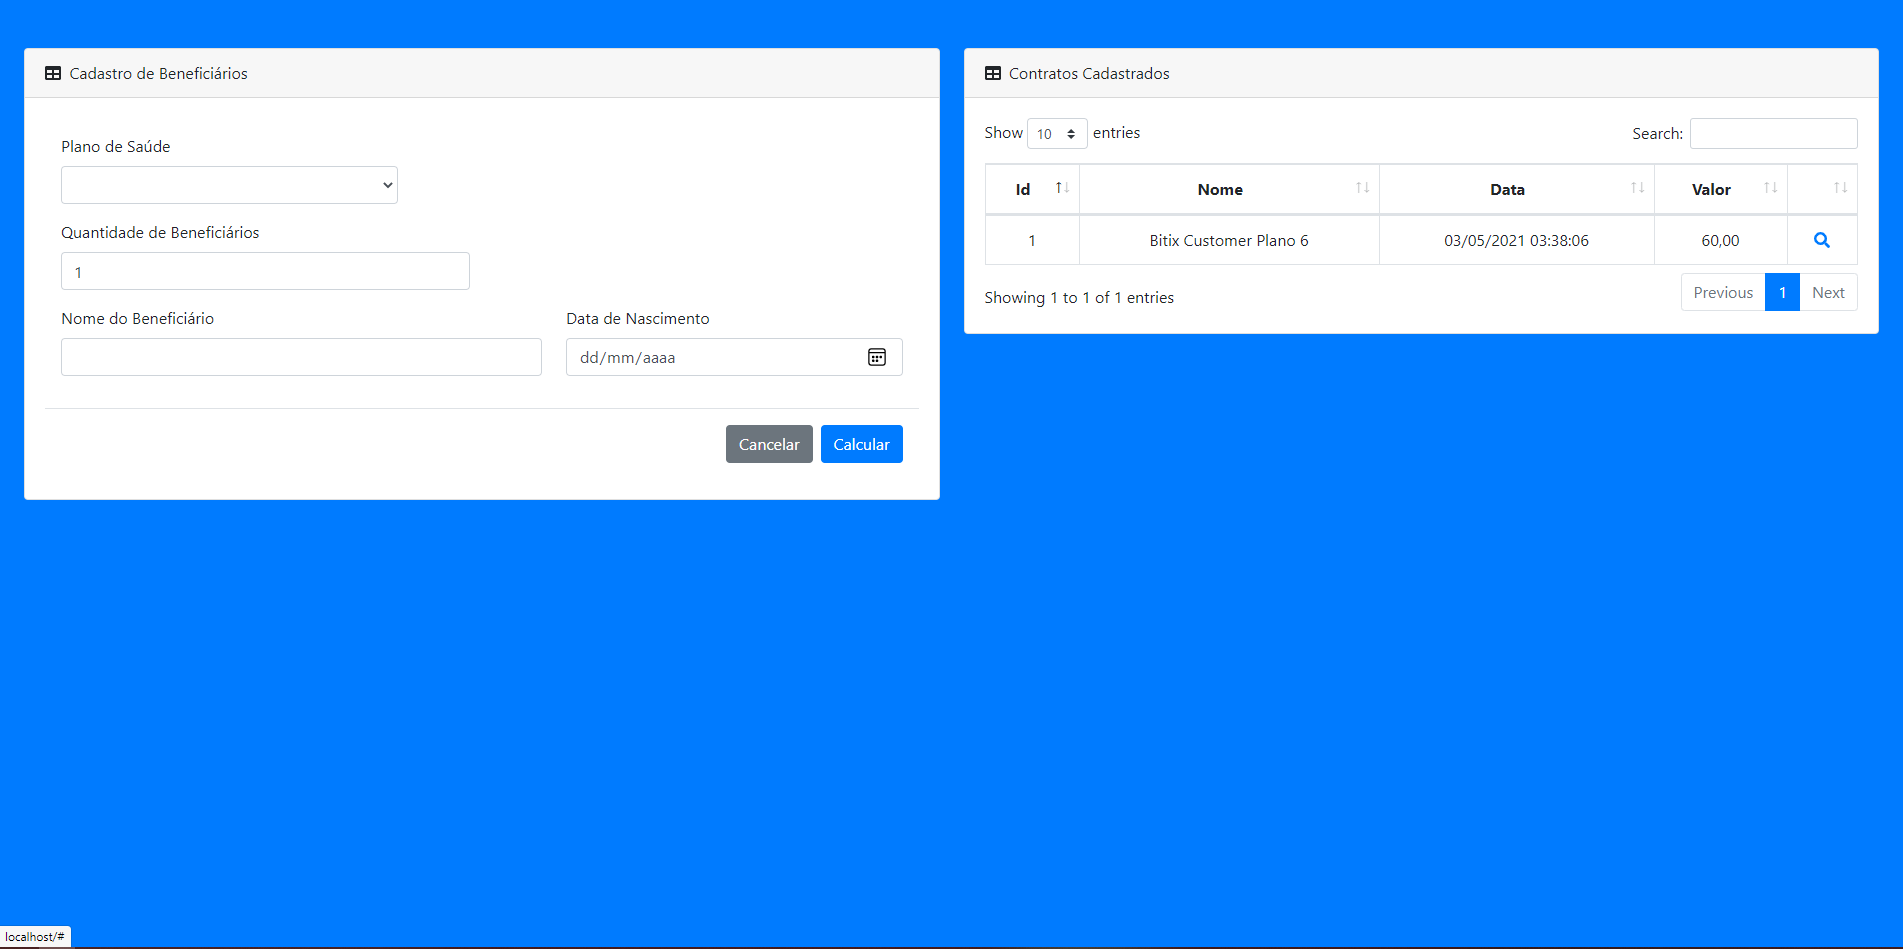 Cadastro de Beneficiários
Plano de Saúde
Quantidade de Beneficiários
1
Nome do Beneficiário Data de Nascimento
dd/mm/aaaa
Cancelar Calcular
Contratos Cadastrados
Show 10 entries Search:
Id Nome Data Valor
1 Bitix Customer Plano 6 03/05/2021 03:38:06 60,00
Showing 1 to 1 of 1 entries Previous 1 Next
localhost/#